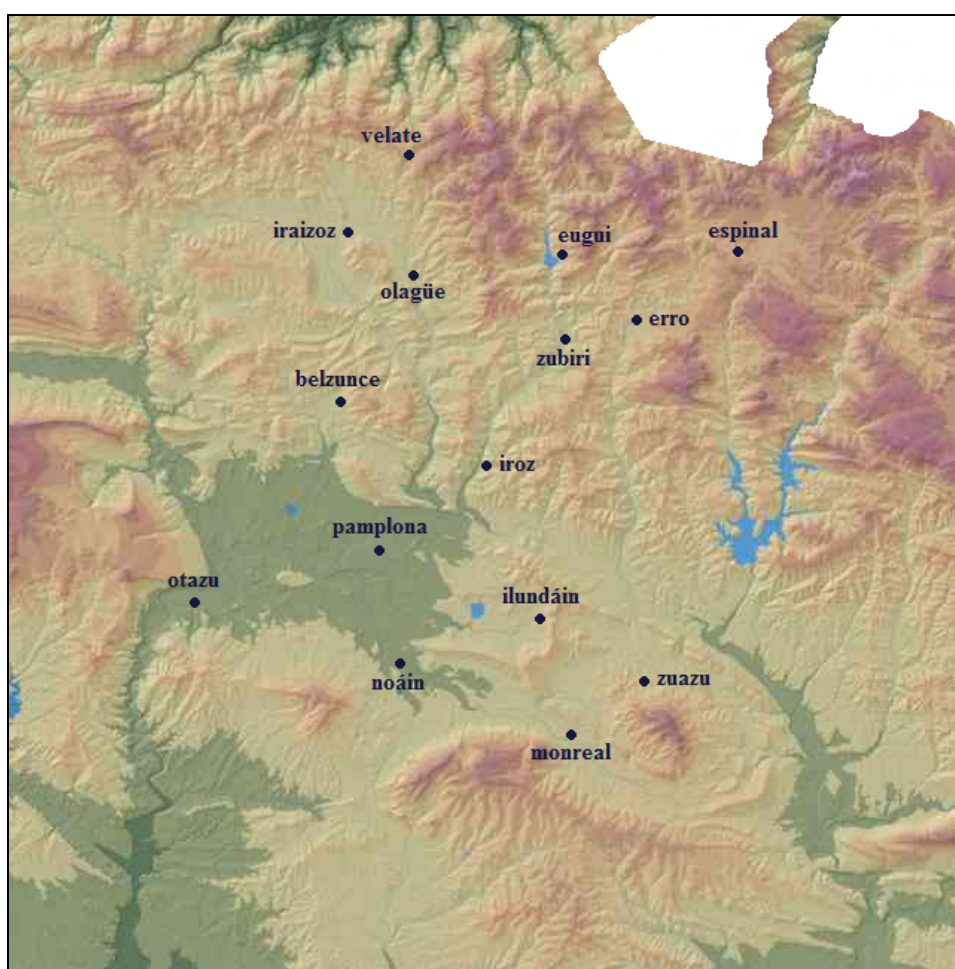 velate
iraizoz
eugui
espinal
olagüe
erro
zubiri
belzunce
iroz
pamplona
otazu
ilundáin
noáin
zuazu
monreal